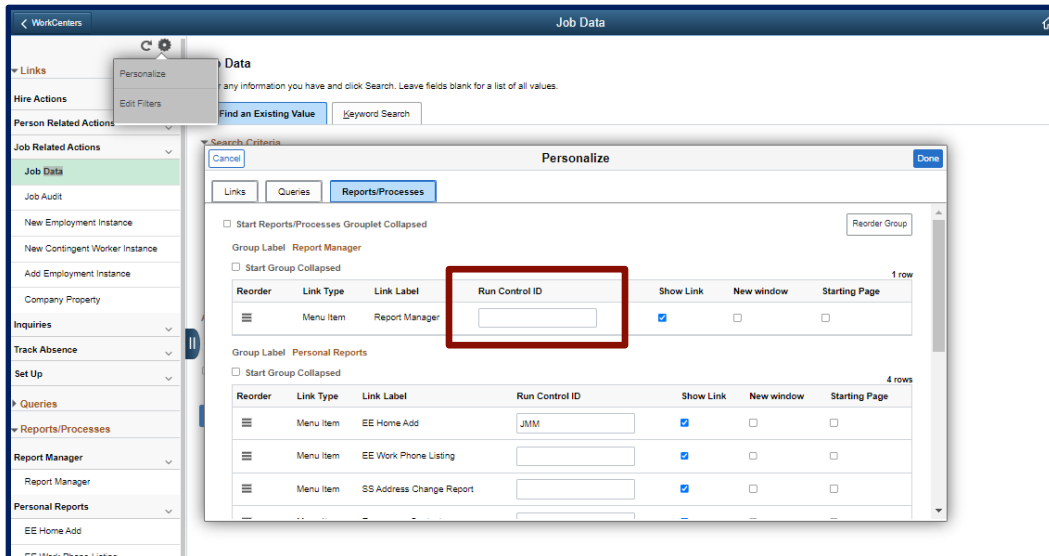 WorkCenters
Job Data
Links
Personalize
Edit Filters
Hire Actions
Person Related Actions
Job Related Actions
Job Data
Job Audit
New Employment Instance
New Contingent Worker Instance
Add Employment Instance
Company Property
Inquiries
Track Absence
Set Up
Queries
Reports/Processes
Report Manager
Report Manager
Personal Reports
EE Home Add
Data
any information you have and click Search. Leave fields blank for a list of all values.
Find an Existing Value Keyword Search
Search Criteria
Cancel Personalize Done
Links Queries Reports/Processes
Start Reports/Processes Grouplet Collapsed Reorder Group
Group Label Report Manager
Start Group Collapsed
1 row
Reorder Link Type Link Label Run Control ID Show Link New window Starting Page
Menu Item Report Manager
Group Label Personal Reports
Start Group Collapsed
4 rows
Reorder Link Type Link Label Run Control ID Show Link New window Starting Page
Menu Item EE Home Add JMM
Menu Item EE Work Phone Listing
Menu Item SS Address Change Report